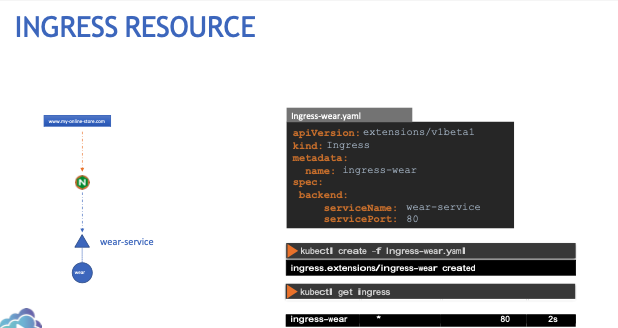 INGRESS RESOURCE
www.my-online-store.com
N
wear-service
wear
Ingress-wear.yaml
apiVersion: extensions/v1beta1
kind: Ingress
metadata:
name: ingress-wear
spec:
backend:
serviceName: wear-service
servicePort: 80
kubectl create -f Ingress-wear.yaml
ingress.extensions/ingress-wear created
kubectl get ingress
ingress-wear * 80 2s